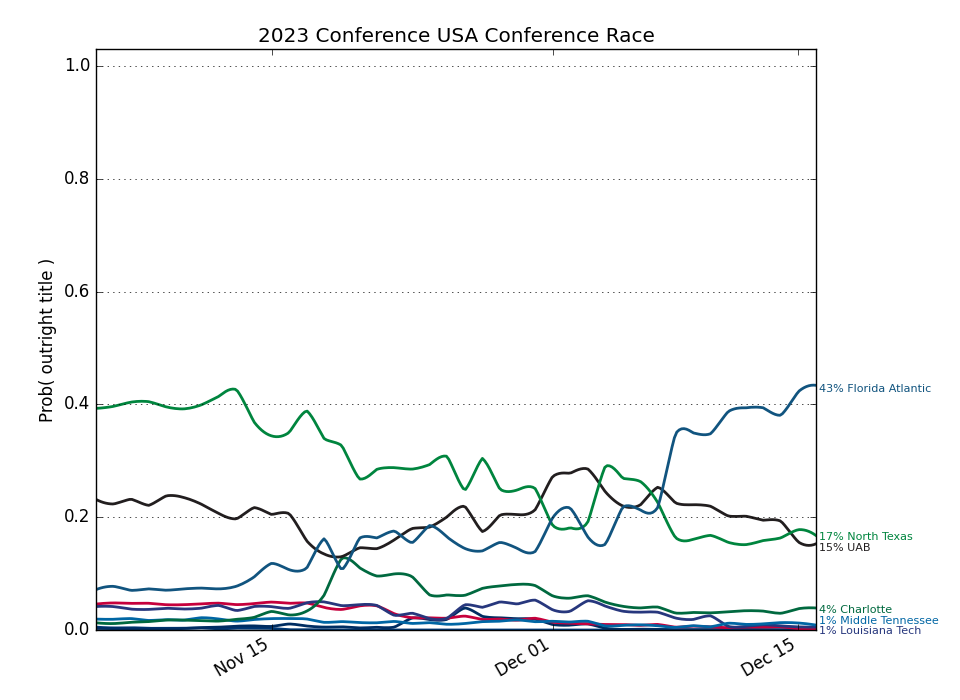 2023 Conference USA Conference Race
Prob( outright title )
1.0
0.8
0.6
0.4
0.2
0.0
43% Florida Atlantic
17% North Texas
15% UAB
4% Charlotte
1% Middle Tennessee
1% Louisiana Tech
Nov 15
Dec 01
Dec 15